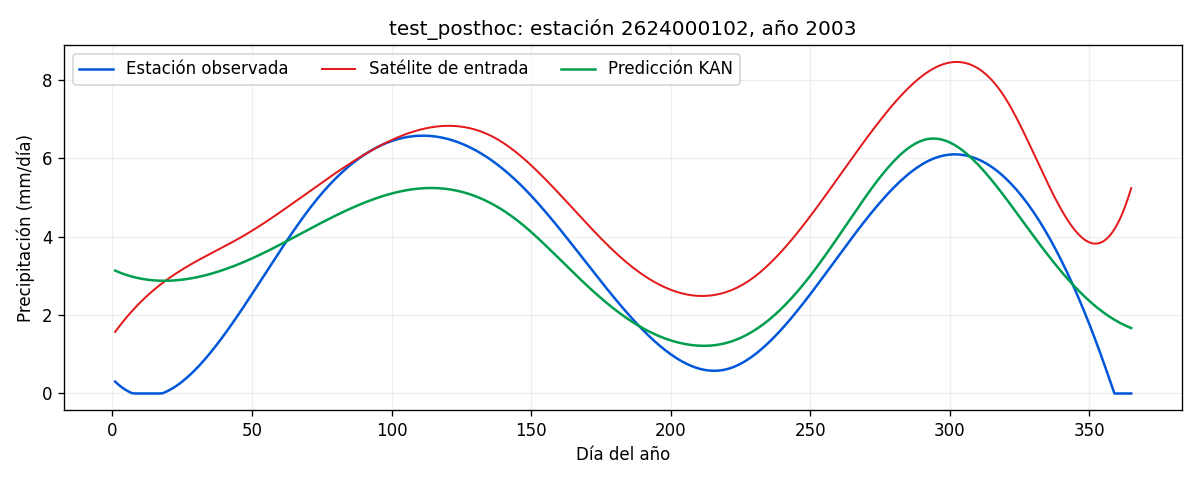 test_posthoc: estación 2624000102, año 2003
Estación observada Satélite de entrada Predicción KAN
Precipitación (mm/día)
8
6
4
2
0
0 50 100 150 200 250 300 350
Día del año